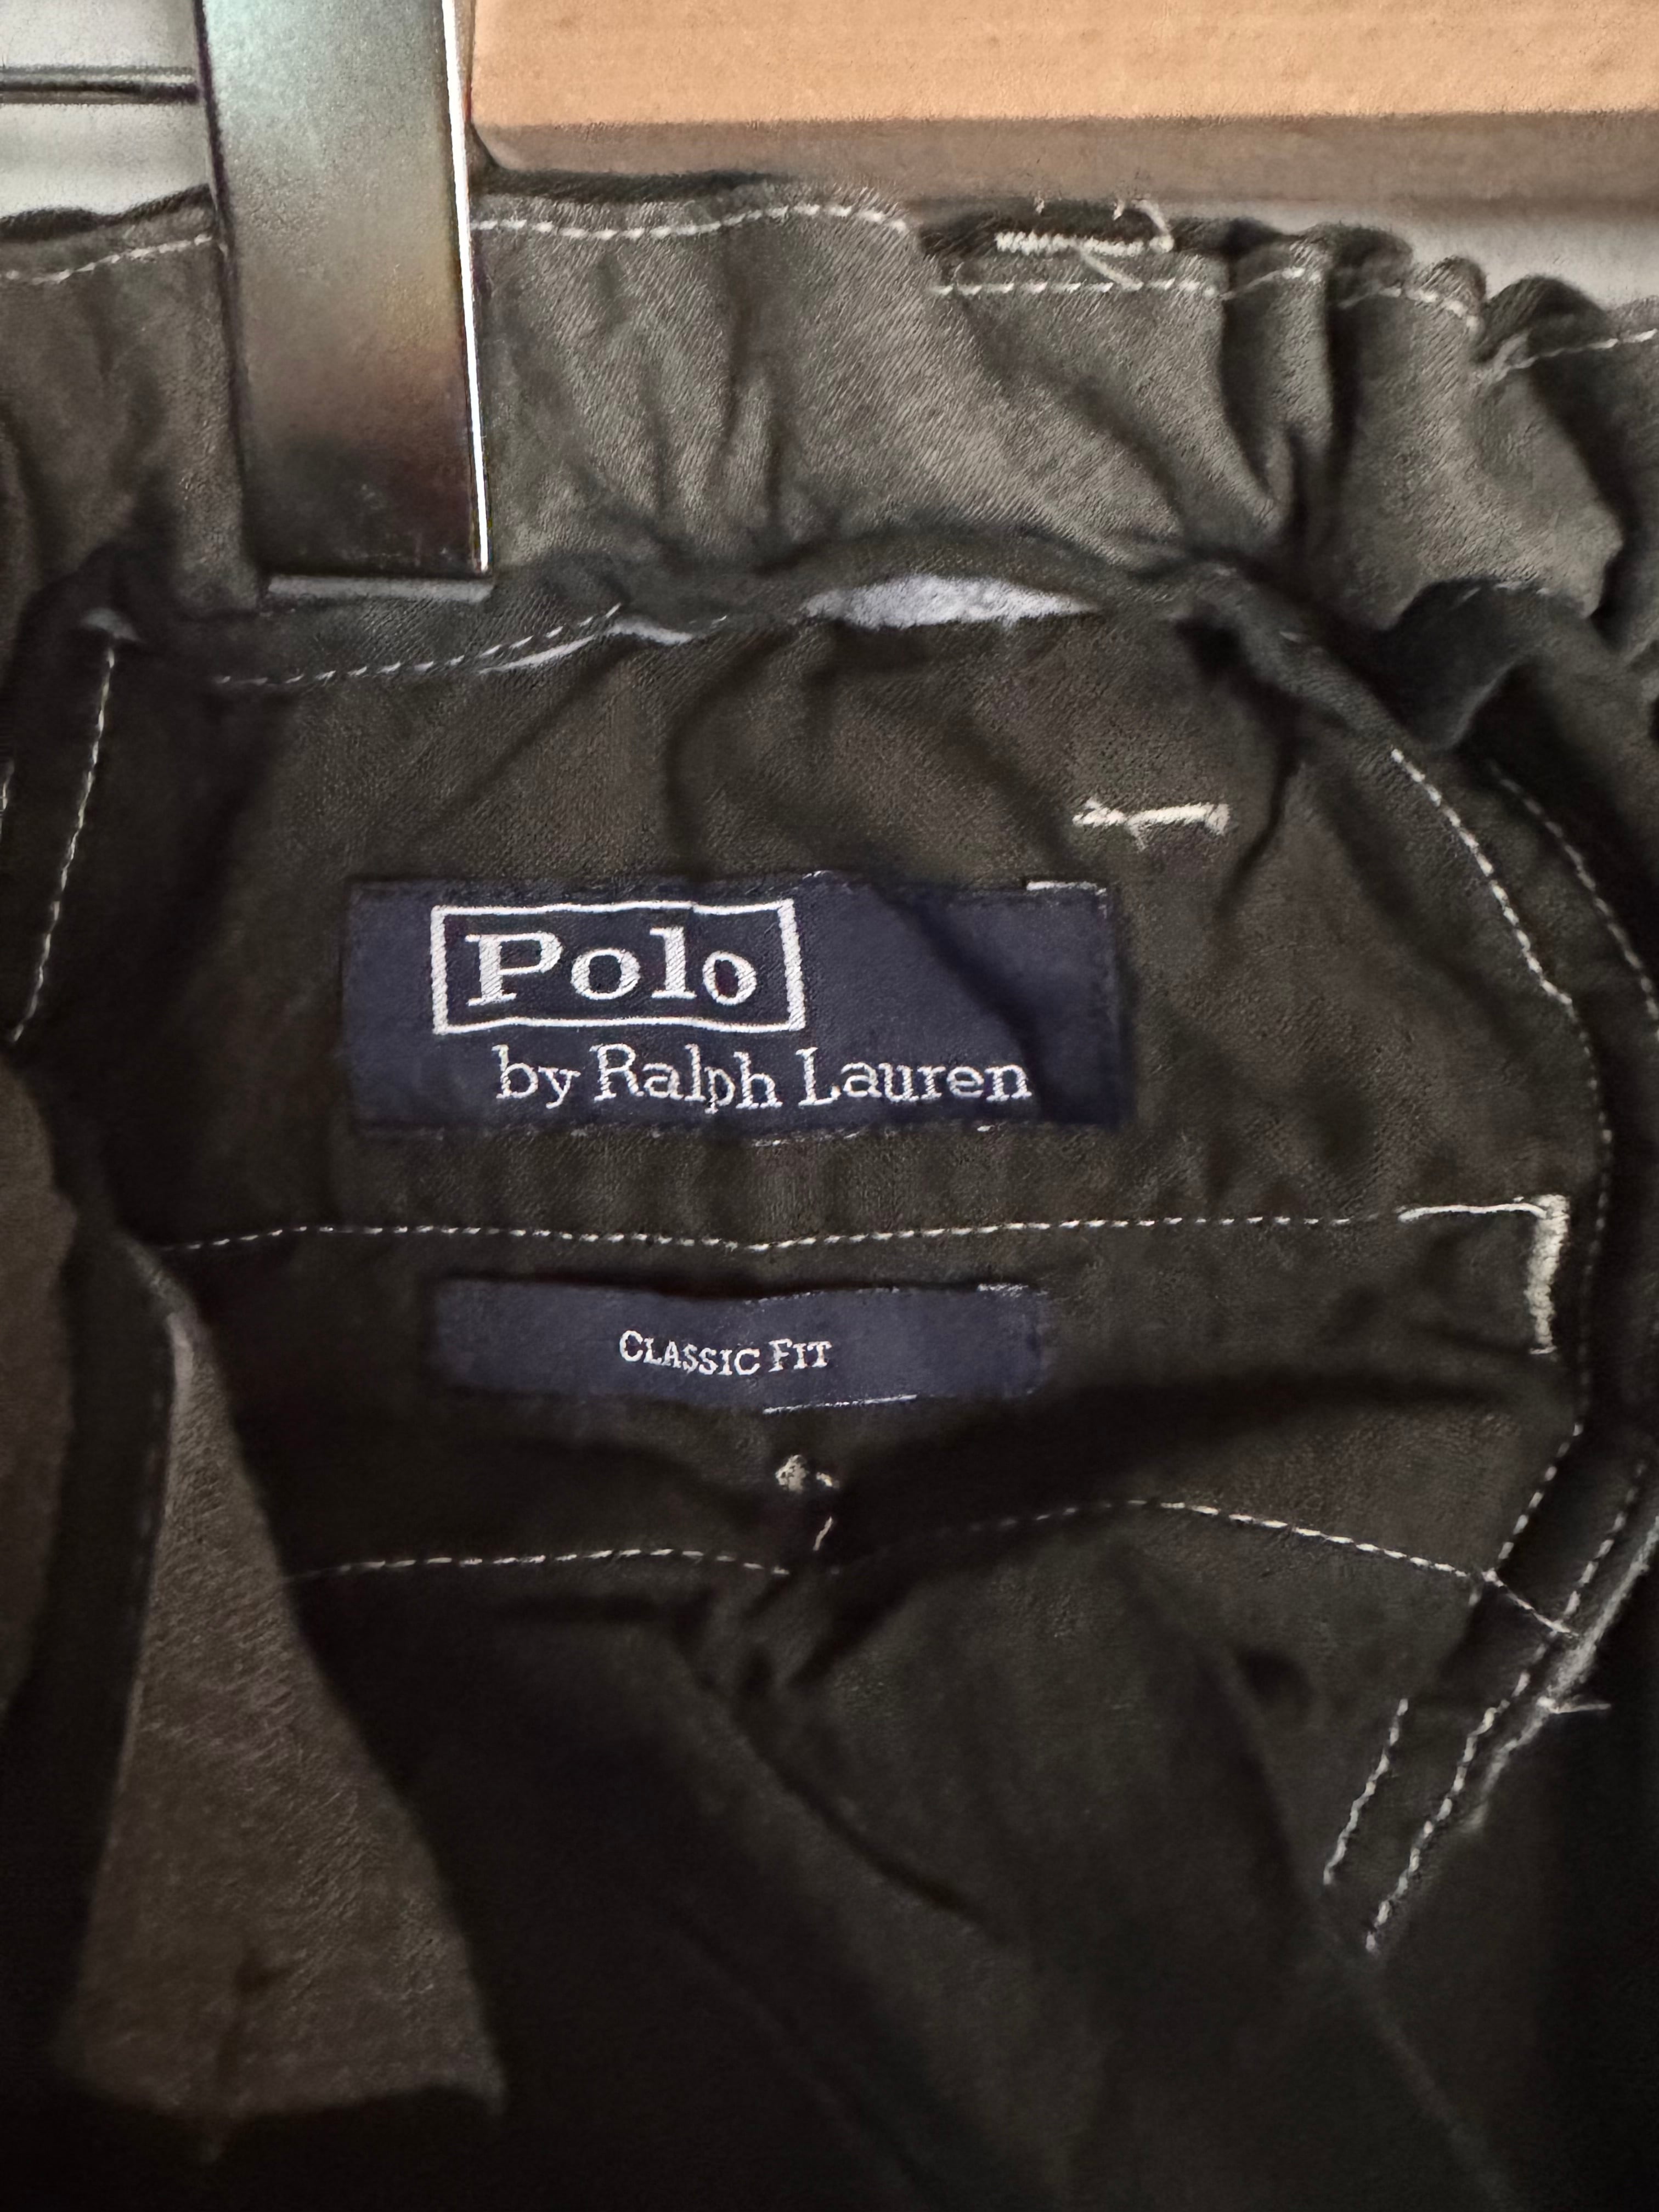 Polo
by Ralph Lauren
CLASSIC FIT